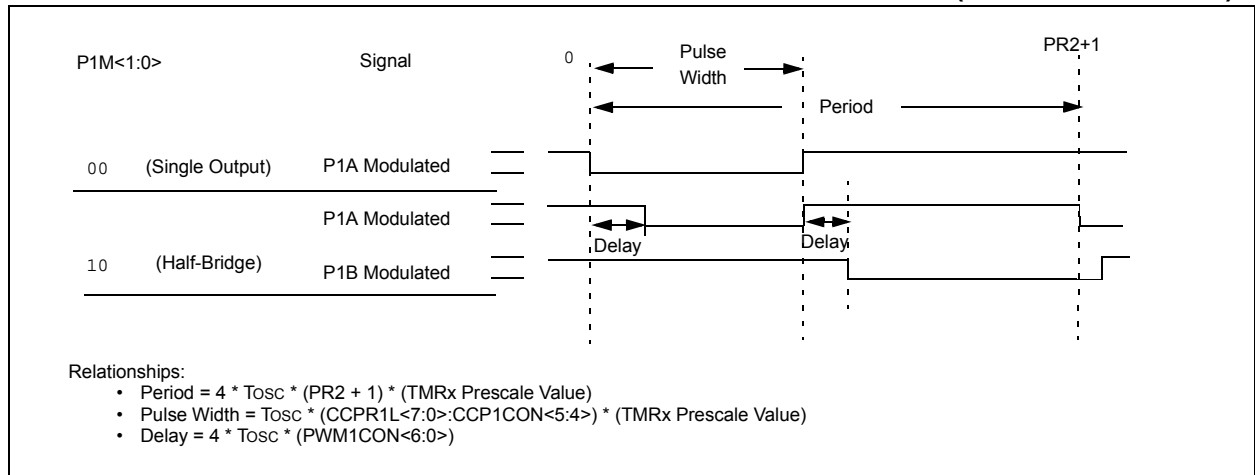 P1M<1:0>
Signal
0
Pulse
Width
PR2+1
Period
00 (Single Output) P1A Modulated
P1A Modulated
Delay
Delay
10 (Half-Bridge) P1B Modulated
Relationships:
• Period = 4 * TOSC * (PR2 + 1) * (TMRx Prescale Value)
• Pulse Width = TOSC * (CCPR1L<7:0>:CCP1CON<5:4>) * (TMRx Prescale Value)
• Delay = 4 * TOSC * (PWM1CON<6:0>)